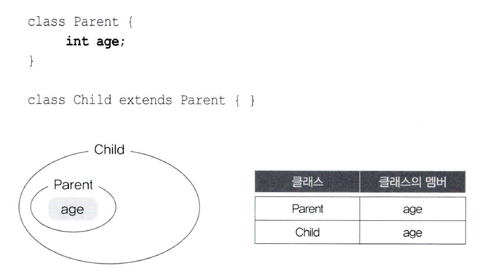 class Parent {
int age;
}
class Child extends Parent { }
Child
Parent
age
클래스 클래스의 멤버
Parent age
Child age